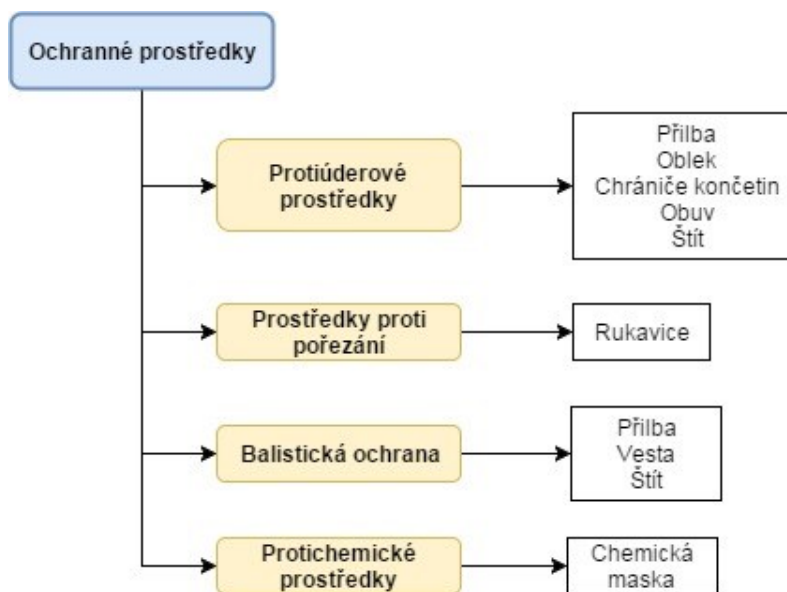 Ochranné prostředky
Protiúderové
prostředky
Přilba
Oblek
Chrániče končetin
Obuv
Štít
Prostředky proti
pořezání
Rukavice
Balistická ochrana
Přilba
Vesta
Štít
Protichemické
prostředky
Chemická
maska